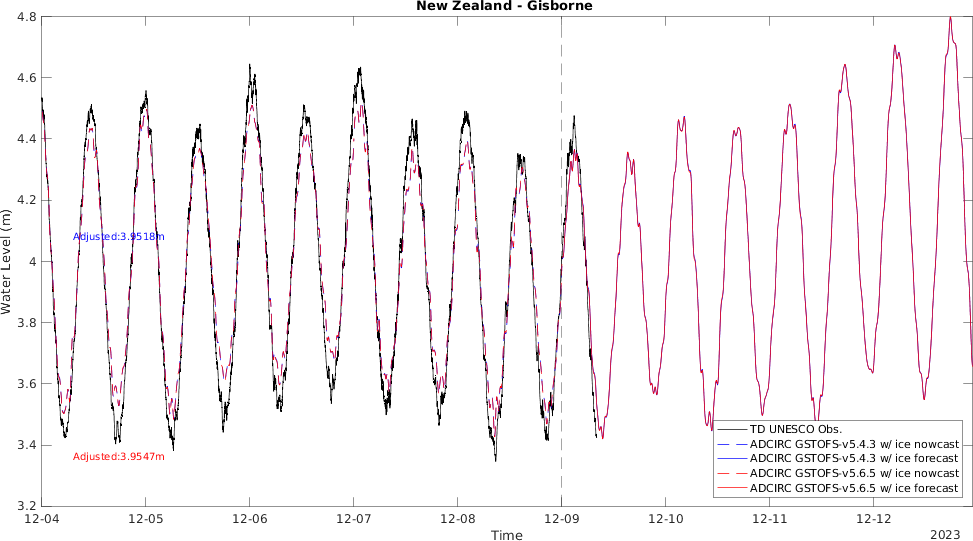 New Zealand - Gisborne
Water Level (m)
4.8
4.6
4.4
4.2
4
3.8
3.6
3.4
3.2
Adjusted:3.9518m
Adjusted:3.9547m
TD UNESCO Obs.
ADCIRC GSTOFS-v5.4.3 w/ ice nowcast
ADCIRC GSTOFS-v5.4.3 w/ ice forecast
ADCIRC GSTOFS-v5.6.5 w/ ice nowcast
ADCIRC GSTOFS-v5.6.5 w/ ice forecast
12-04 12-05 12-06 12-07 12-08 12-09 12-10 12-11 12-12
Time
2023